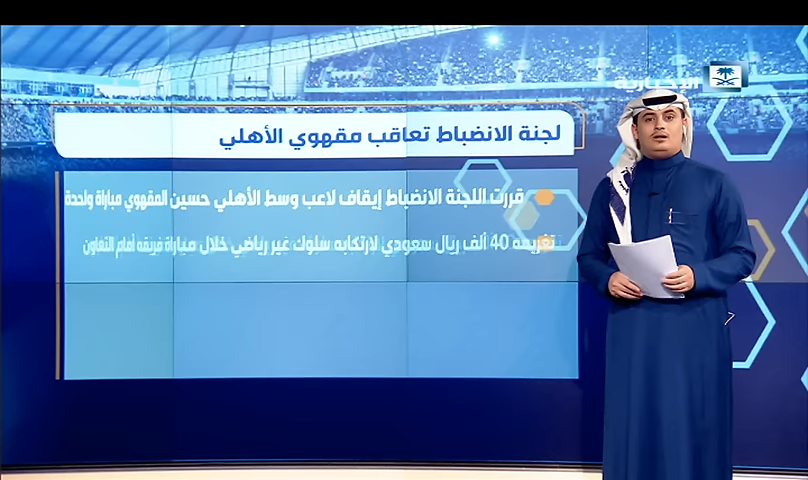 الإخبارية
لجنة الانضباط تعاقب مقهوي الأهلي
قررت اللجنة الانضباط إيقاف لاعب وسط الأهلي حسين المقهوي مباراة واحدة
تغريمه 40 ألف ريال سعودي لارتكابه سلوك غير رياضي خلال مباراة فريقه أمام التعاون